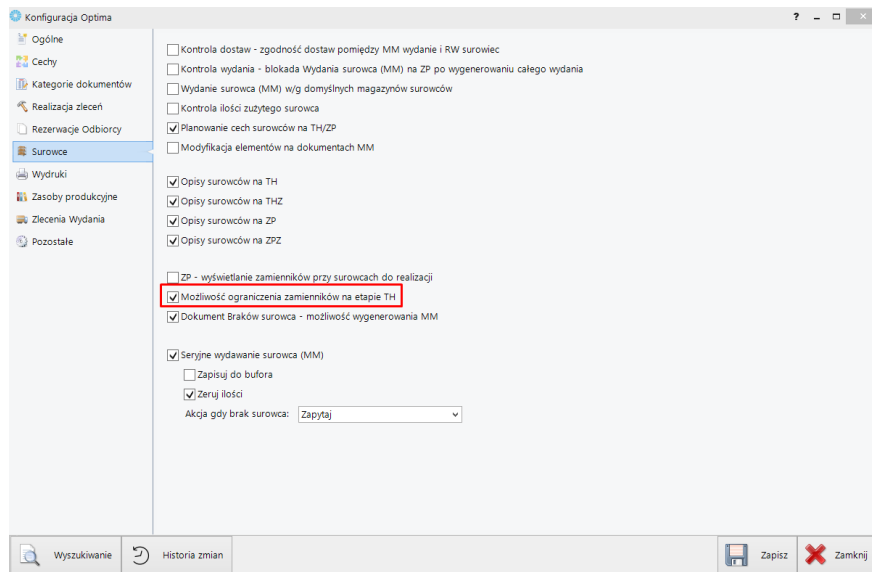 Konfiguracja Optima
Ogólne
Cechy
Kategorie dokumentów
Realizacja zleceń
Rezerwacje Odbiorcy
Surowce
Wydruki
Zasoby produkcyjne
Zlecenia Wydania
Pozostałe
Kontrola dostaw - zgodność dostaw pomiędzy MM wydanie i RW surowiec
Kontrola wydania - blokada Wydania surowca (MM) na ZP po wygenerowaniu całego wydania
Wydanie surowca (MM) w/g domyślnych magazynów surowców
Kontrola ilości zużytego surowca
Planowanie cech surowców na TH/ZP
Modyfikacja elementów na dokumentach MM
Opisy surowców na TH
Opisy surowców na THZ
Opisy surowców na ZP
Opisy surowców na ZPZ
ZP - wyświetlanie zamienników przy surowcach do realizacji
Możliwość ograniczenia zamienników na etapie TH
Dokument Braków surowca - możliwość wygenerowania MM
Seryjne wydawanie surowca (MM)
Zapisuj do bufora
Zeruj ilości
Akcja gdy brak surowca: Zapytaj
Wyszukiwanie
Historia zmian
Zapisz
Zamknij